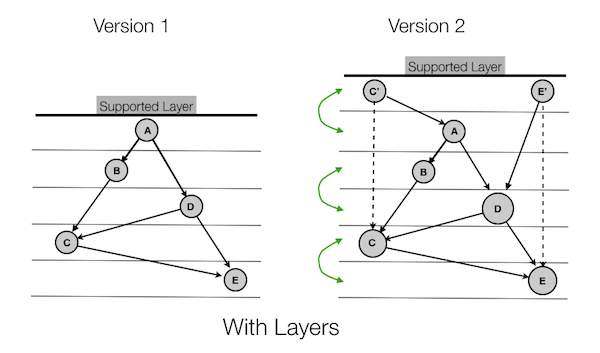 Version 1
Version 2
Supported Layer
A
B
D
C
E
Supported Layer
C'
E'
A
B
D
C
E
With Layers